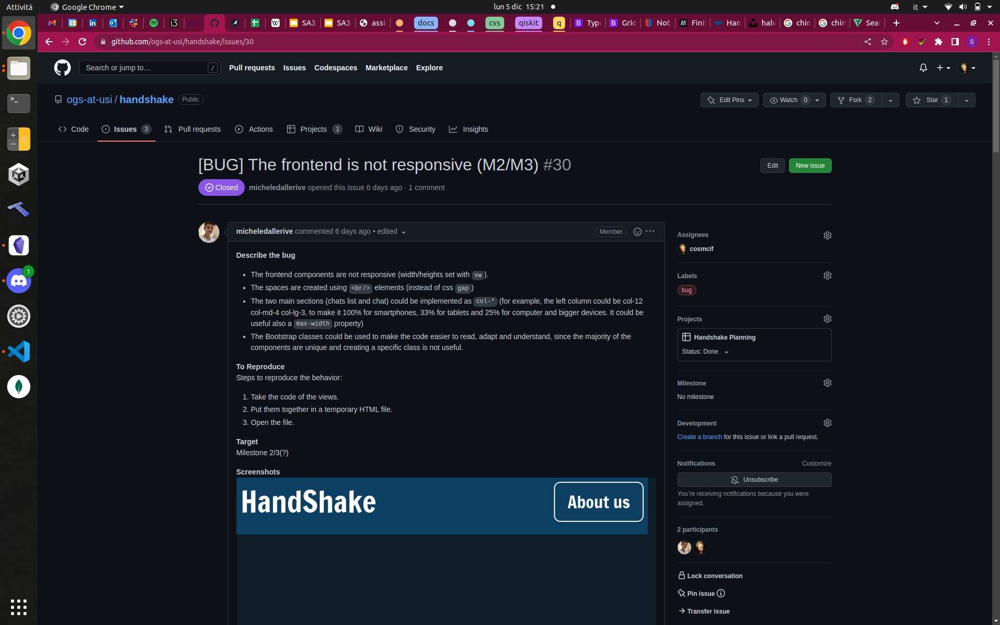 Attività
Google Chrome
lun 5 dic 15:21
it
SA3
SA3
assi
docs
cvs
qiskit
q
Typo
Grid
Not
Fini
Han
halv
chin
chin
Sear
github.com/ogs-at-usi/handshake/issues/30
S
Search or jump to…
/
Pull requests
Issues
Codespaces
Marketplace
Explore
ogs-at-usi / handshake
Public
Edit Pins
Watch 0
Fork 2
Star 1
Code
Issues 3
Pull requests
Actions
Projects 1
Wiki
Security
Insights
[BUG] The frontend is not responsive (M2/M3) #30
Edit
New issue
Closed
micheledallerive opened this issue 6 days ago · 1 comment
micheledallerive commented 6 days ago • edited
Member
Describe the bug
• The frontend components are not responsive (width/heights set with vw).
• The spaces are created using <br/> elements (instead of css gap)
• The two main sections (chats list and chat) could be implemented as col-* (for example, the left column could be col-12
col-md-4 col-lg-3, to make it 100% for smartphones, 33% for tablets and 25% for computer and bigger devices. It could be
useful also a max-width property)
• The Bootstrap classes could be used to make the code easier to read, adapt and understand, since the majority of the
components are unique and creating a specific class is not useful.
To Reproduce
Steps to reproduce the behavior:
1. Take the code of the views.
2. Put them together in a temporary HTML file.
3. Open the file.
Target
Milestone 2/3(?)
Screenshots
HandShake
About us
Assignees
cosmcif
Labels
bug
Projects
Handshake Planning
Status: Done
Milestone
No milestone
Development
Create a branch for this issue or link a pull request.
Notifications
Customize
Unsubscribe
You're receiving notifications because you were
assigned.
2 participants
Lock conversation
Pin issue
Transfer issue
1